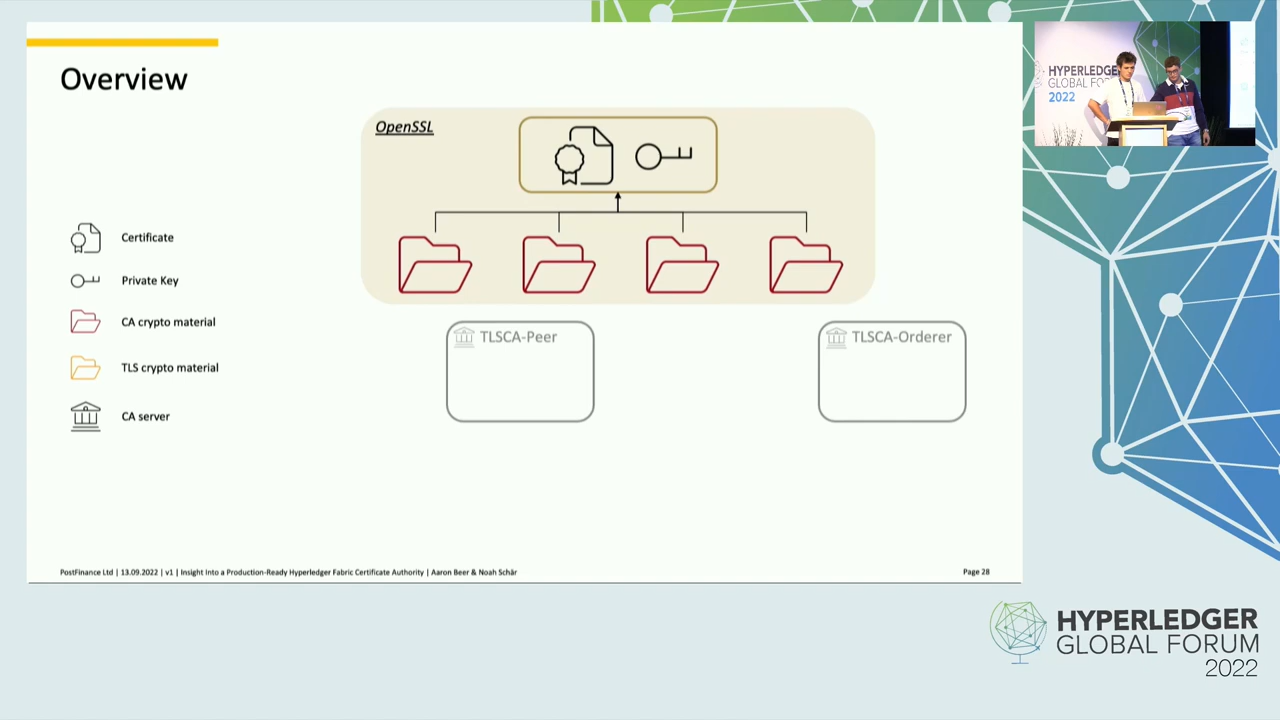 Overview
OpenSSL
Certificate
Private Key
CA crypto material
TLS crypto material
CA server
TLSCA-Peer
TLSCA-Orderer
PostFinance Ltd | 13.09.2022 | v1 | Insight Into a Production-Ready Hyperledger Fabric Certificate Authority | Aaron Beer & Noah Schär
Page 28
HYPERLEDGER
GLOBAL FORUM
2022
HYPERLEDGER
GLOBAL FORUM
2022